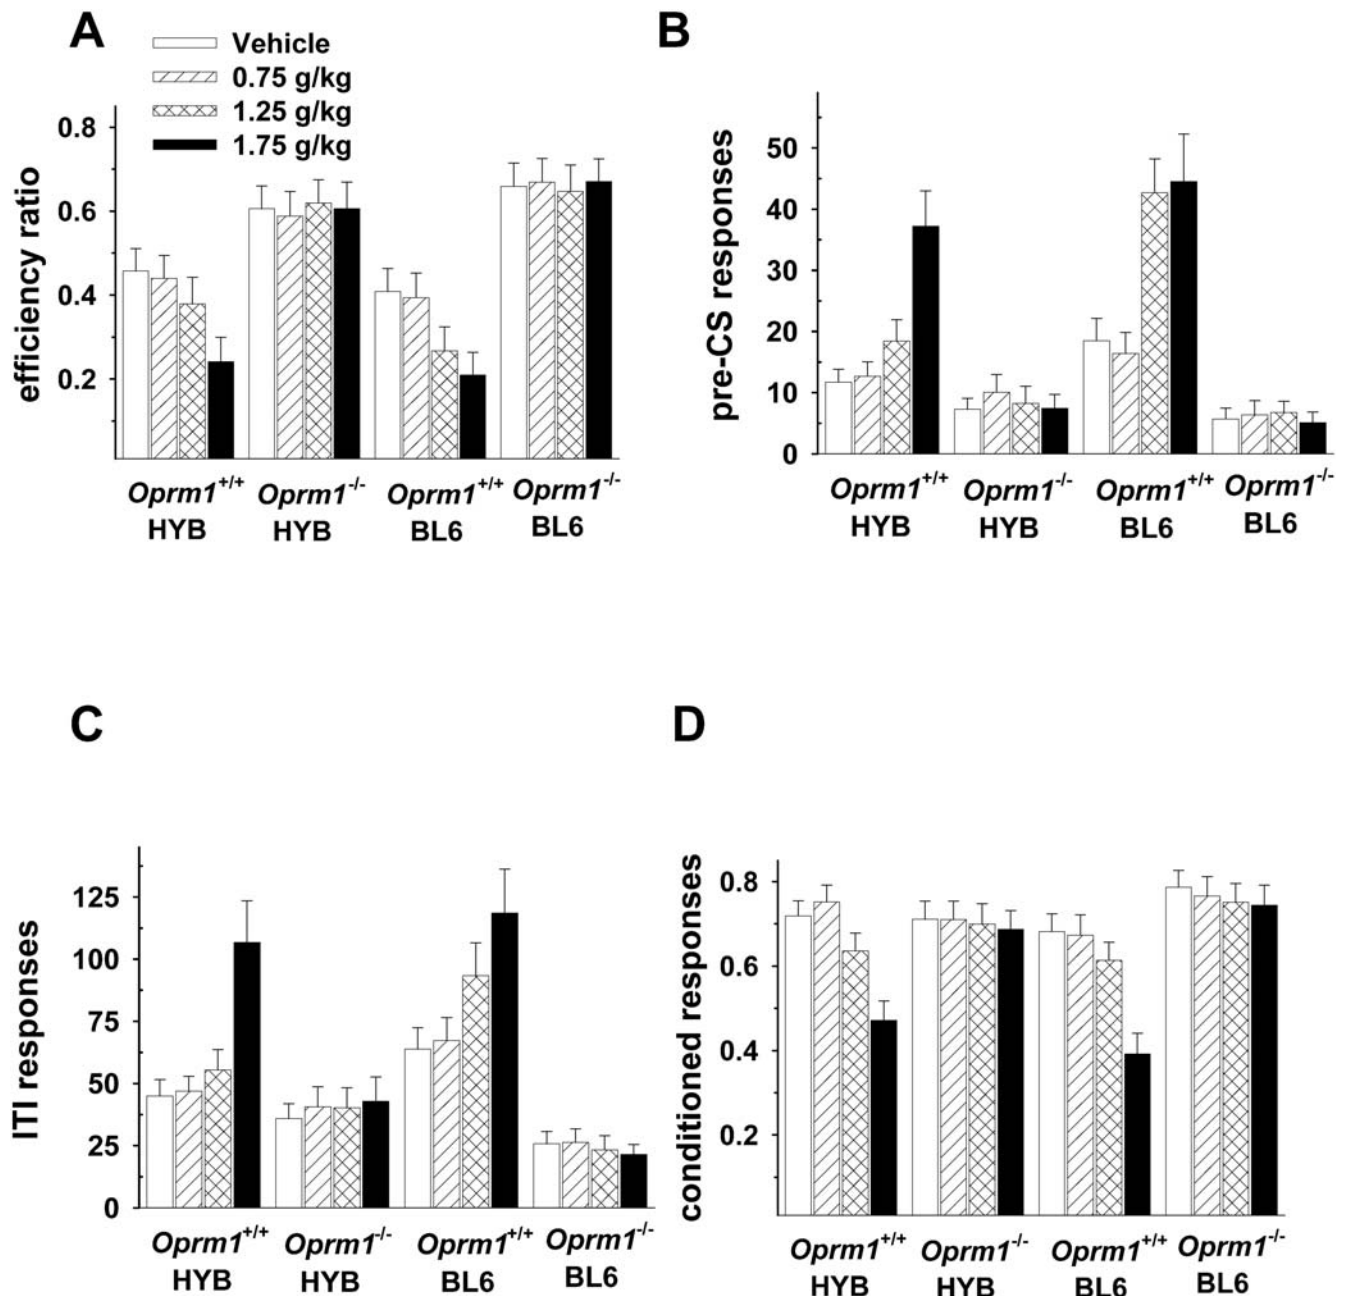 A
Vehicle
0.75 g/kg
1.25 g/kg
1.75 g/kg
efficiency ratio
0.8
0.6
0.4
0.2
Oprm1+/+ Oprm1-/- Oprm1+/+ Oprm1-/-
HYB HYB BL6 BL6
B
pre-CS responses
50
40
30
20
10
0
Oprm1+/+ Oprm1-/- Oprm1+/+ Oprm1-/-
HYB HYB BL6 BL6
C
ITI responses
125
100
75
50
25
0
Oprm1+/+ Oprm1-/- Oprm1+/+ Oprm1-/-
HYB HYB BL6 BL6
D
conditioned responses
0.8
0.6
0.4
0.2
Oprm1+/+ Oprm1-/- Oprm1+/+ Oprm1-/-
HYB HYB BL6 BL6